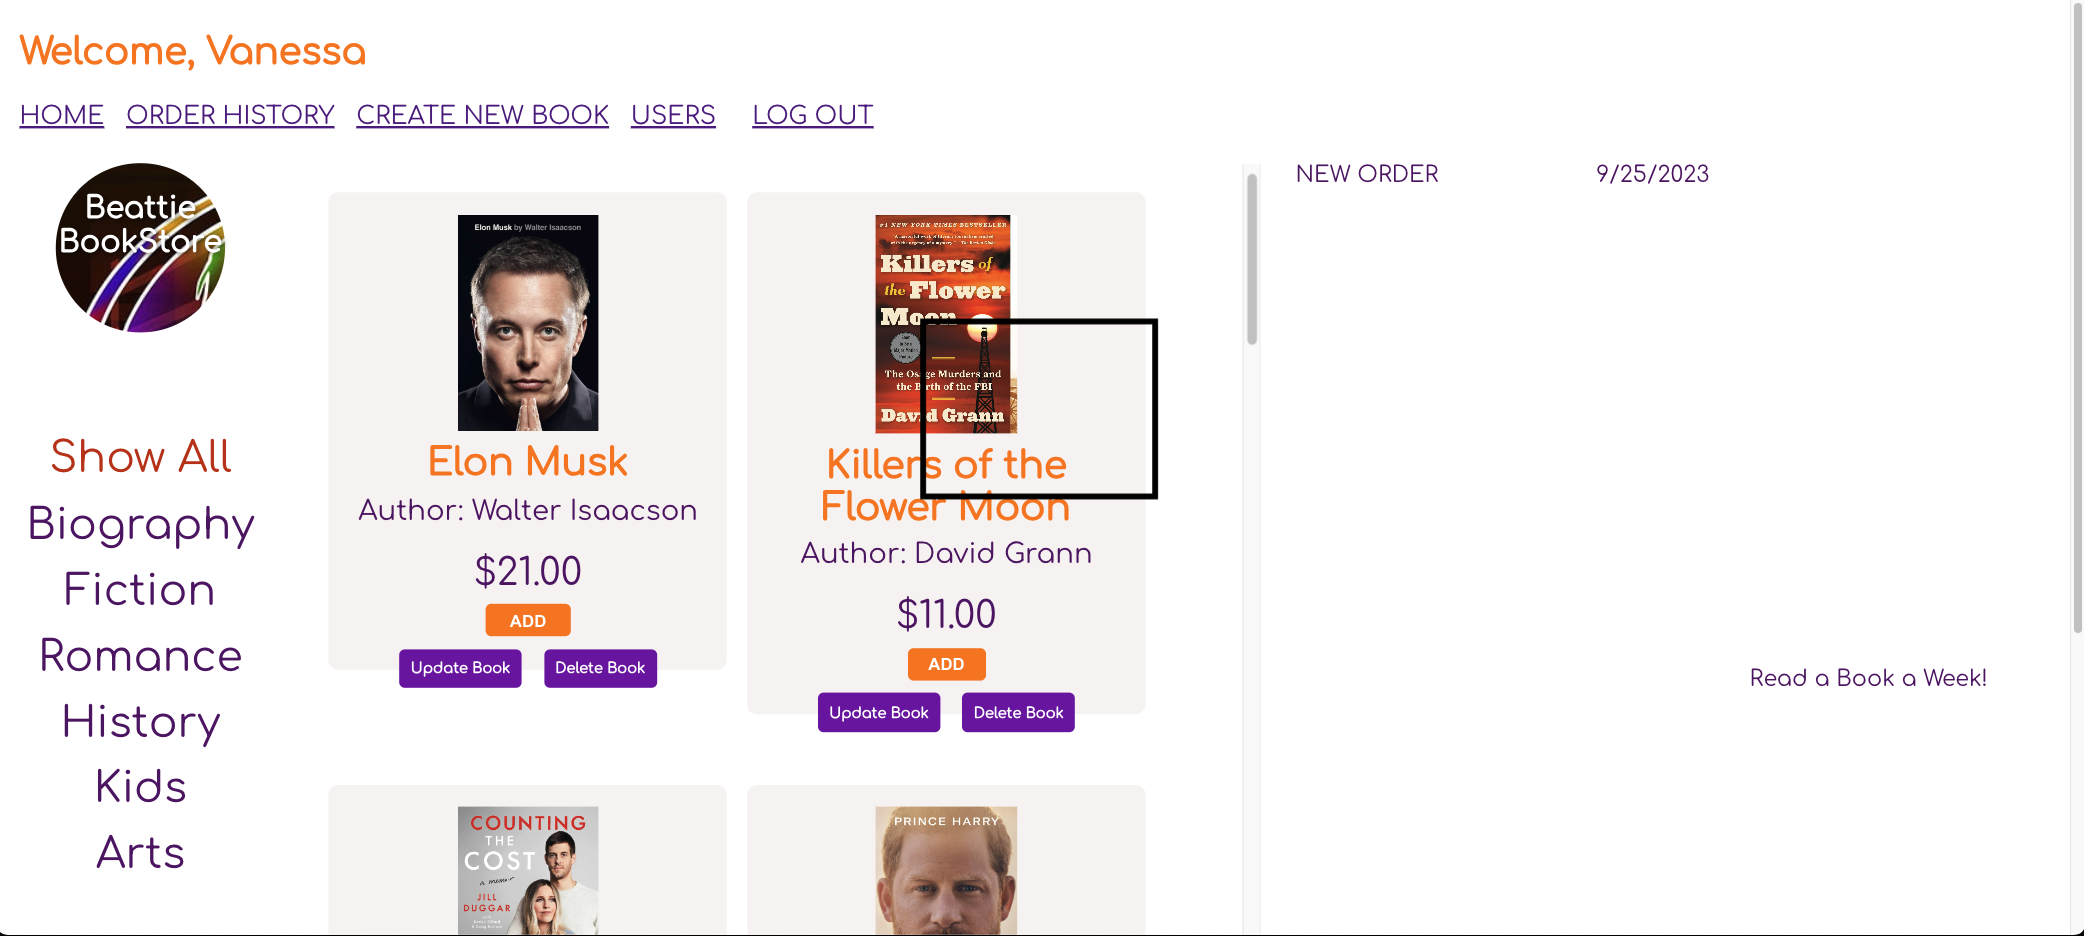 Welcome, Vanessa
HOME ORDER HISTORY CREATE NEW BOOK USERS LOG OUT
Beattie
BookStore
Show All
Biography
Fiction
Romance
History
Kids
Arts
Elon Musk by Walter Isaacson
Elon Musk
Author: Walter Isaacson
$21.00
ADD
Update Book Delete Book
#1 NEW YORK TIMES BESTSELLER
Killers of
the Flower
Moon
The Osage Murders and
the Birth of the FBI
David Grann
Killers of the
Flower Moon
Author: David Grann
$11.00
ADD
Update Book Delete Book
COUNTING
THE
COST
a memoir
JILL
DUGGAR
PRINCE HARRY
NEW ORDER 9/25/2023
Read a Book a Week!